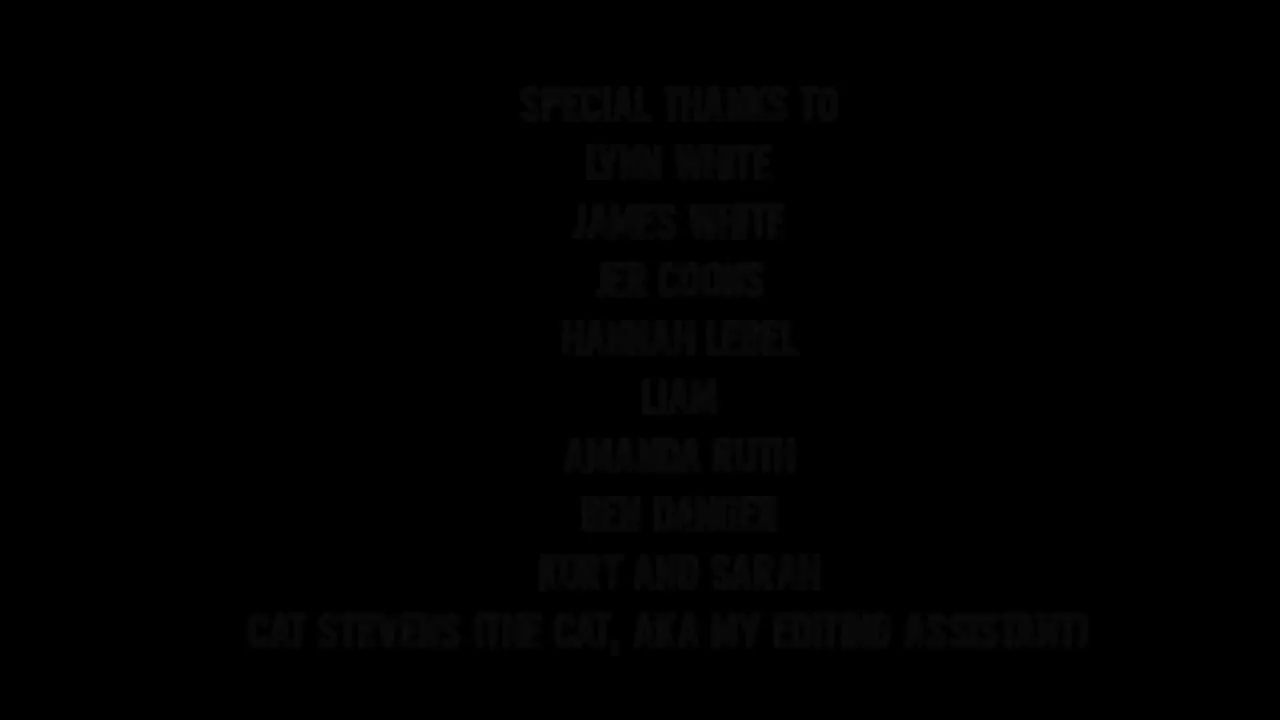 SPECIAL THANKS TO
LYNN WHITE
JAMES WHITE
JER COONS
HANNAH LEBEL
LIAM
AMANDA RUTH
BEN DANGER
KURT AND SARAH
CAT STEVENS (THE CAT, AKA MY EDITING ASSISTANT)